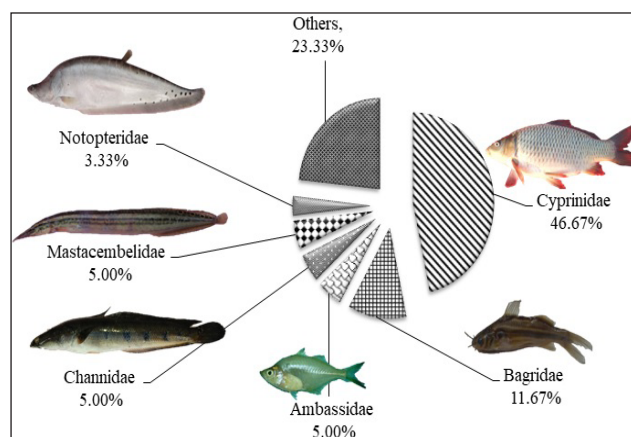 Others,
23.33%
Notopteridae
3.33%
Cyprinidae
46.67%
Mastacembelidae
5.00%
Channidae
5.00%
Bagridae
11.67%
Ambassidae
5.00%